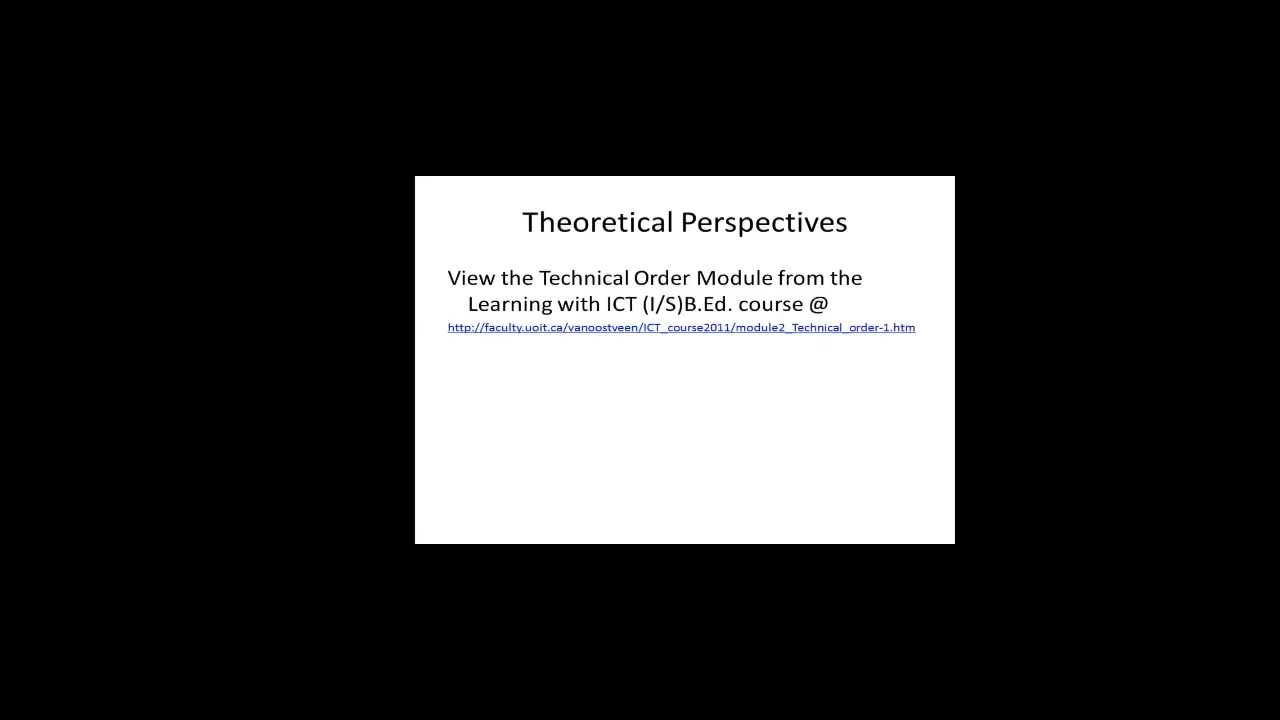 Theoretical Perspectives
View the Technical Order Module from the
Learning with ICT (I/S)B.Ed. course @
http://faculty.uoit.ca/vanoostveen/ICT_course2011/module2_Technical_order-1.htm